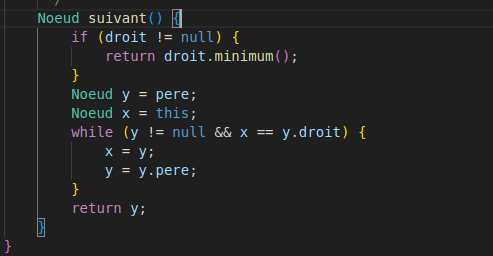 */
Noeud suivant() {
if (droit != null) {
return droit.minimum();
}
Noeud y = pere;
Noeud x = this;
while (y != null && x == y.droit) {
x = y;
y = y.pere;
}
return y;
}
}